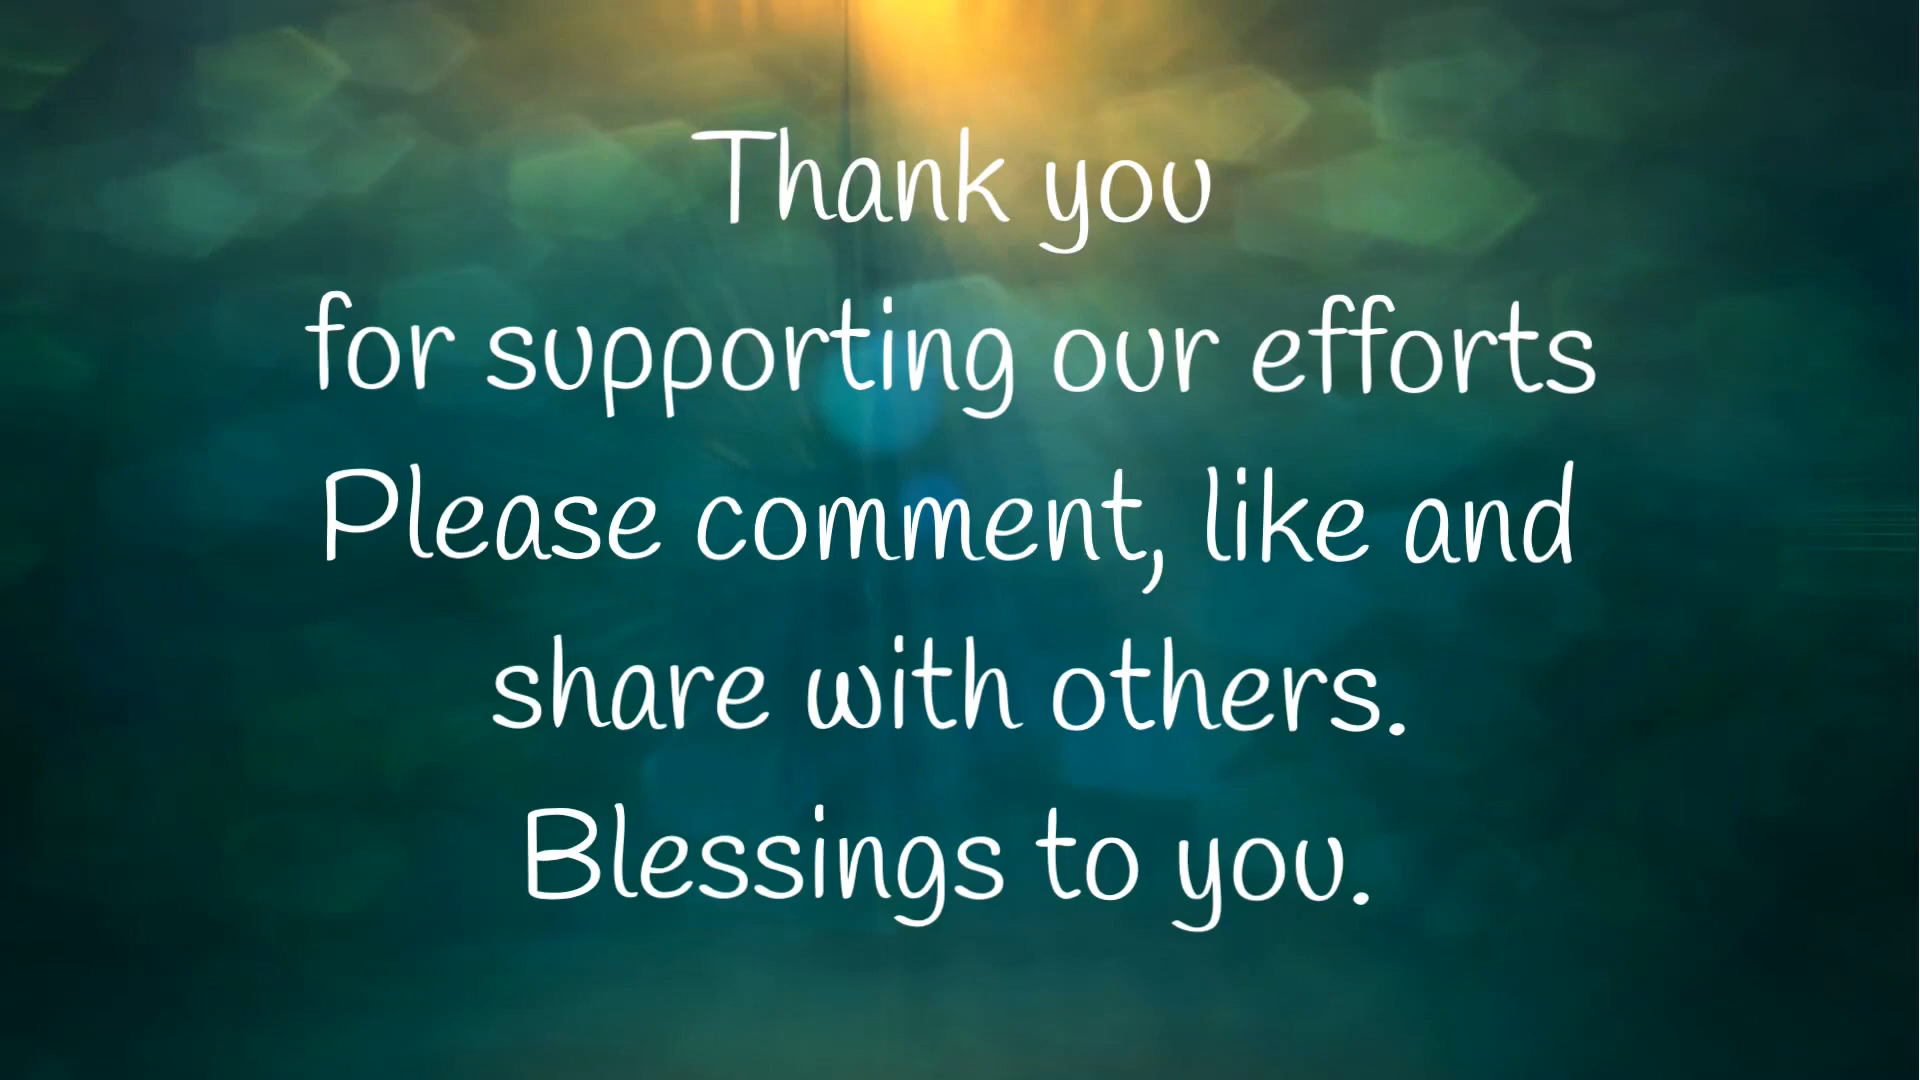 Thank you
for supporting our efforts
Please comment, like and
share with others.
Blessings to you.